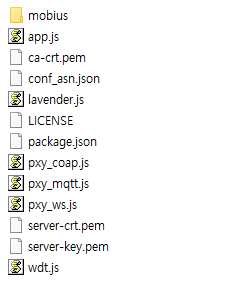 mobius
app.js
ca-crt.pem
conf_asn.json
lavender.js
LICENSE
package.json
pxy_coap.js
pxy_mqtt.js
pxy_ws.js
server-crt.pem
server-key.pem
wdt.js